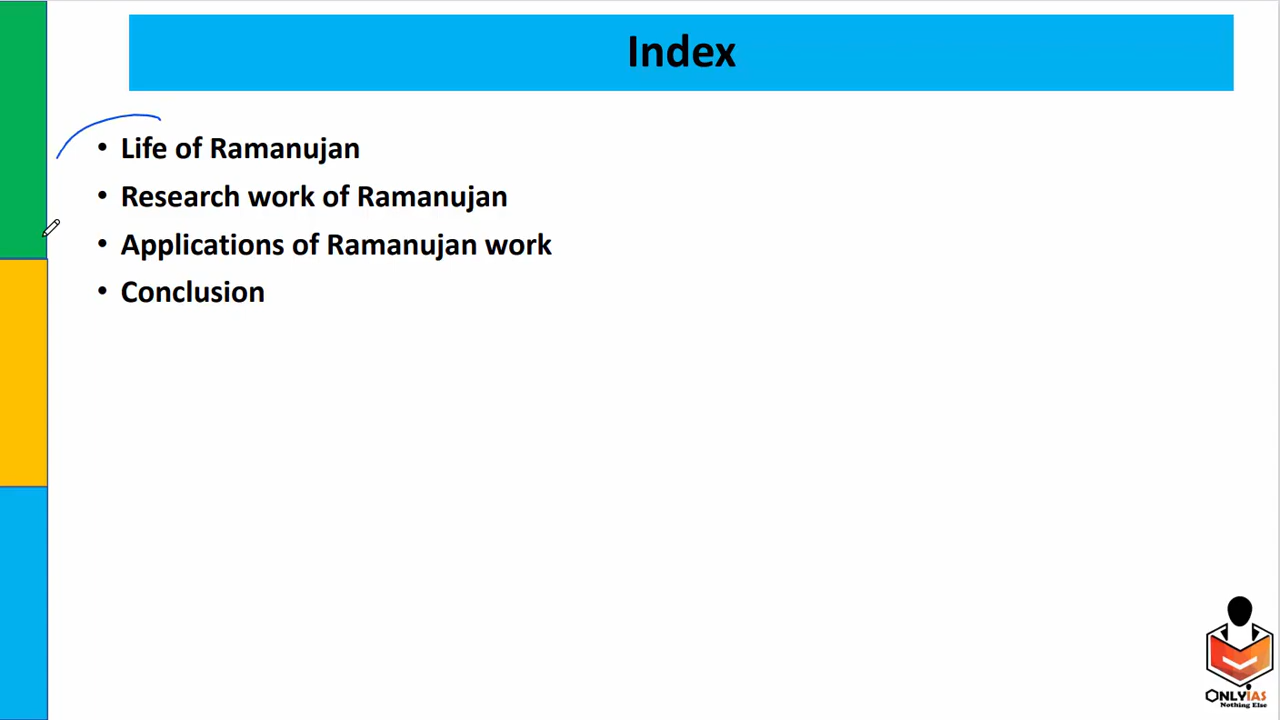 Index
• Life of Ramanujan
• Research work of Ramanujan
• Applications of Ramanujan work
• Conclusion
ONLYIAS
Nothing Else